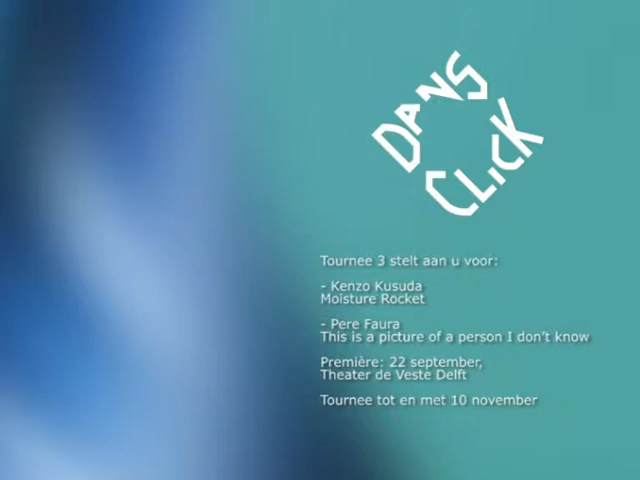 DANS
CLICK
Tournee 3 stelt aan u voor:
- Kenzo Kusuda
Moïsture Rocket
- Pere Faura
This is a picture of a person I don't know
Première: 22 september,
Theater de Veste Delft
Tournee tot en met 10 november